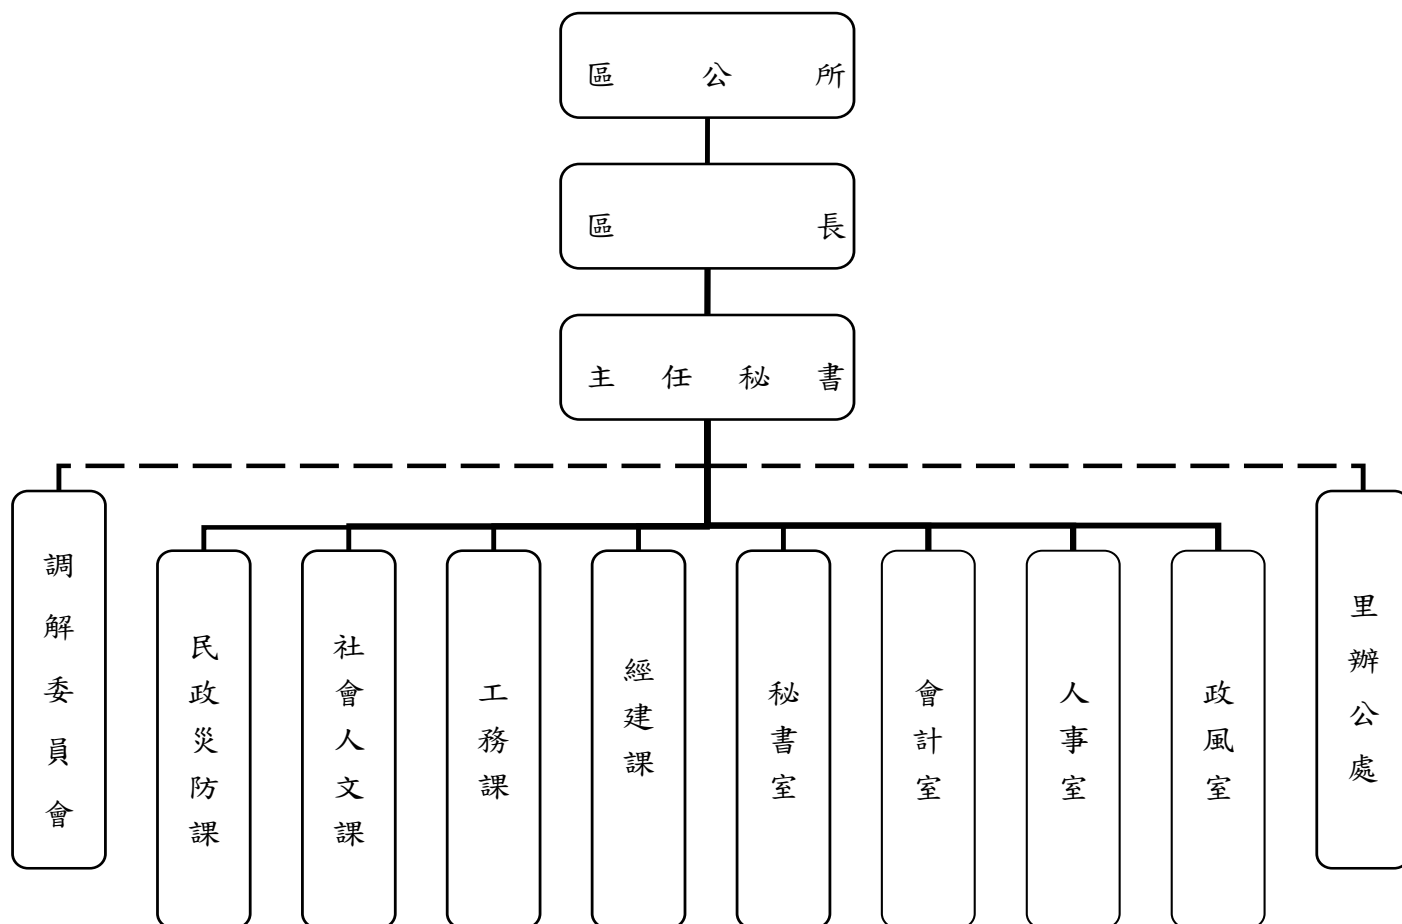 區公所
區長
主任秘書
調解委員會
民政災防課
社會人文課
工務課
經建課
秘書室
會計室
人事室
政風室
里辦公處